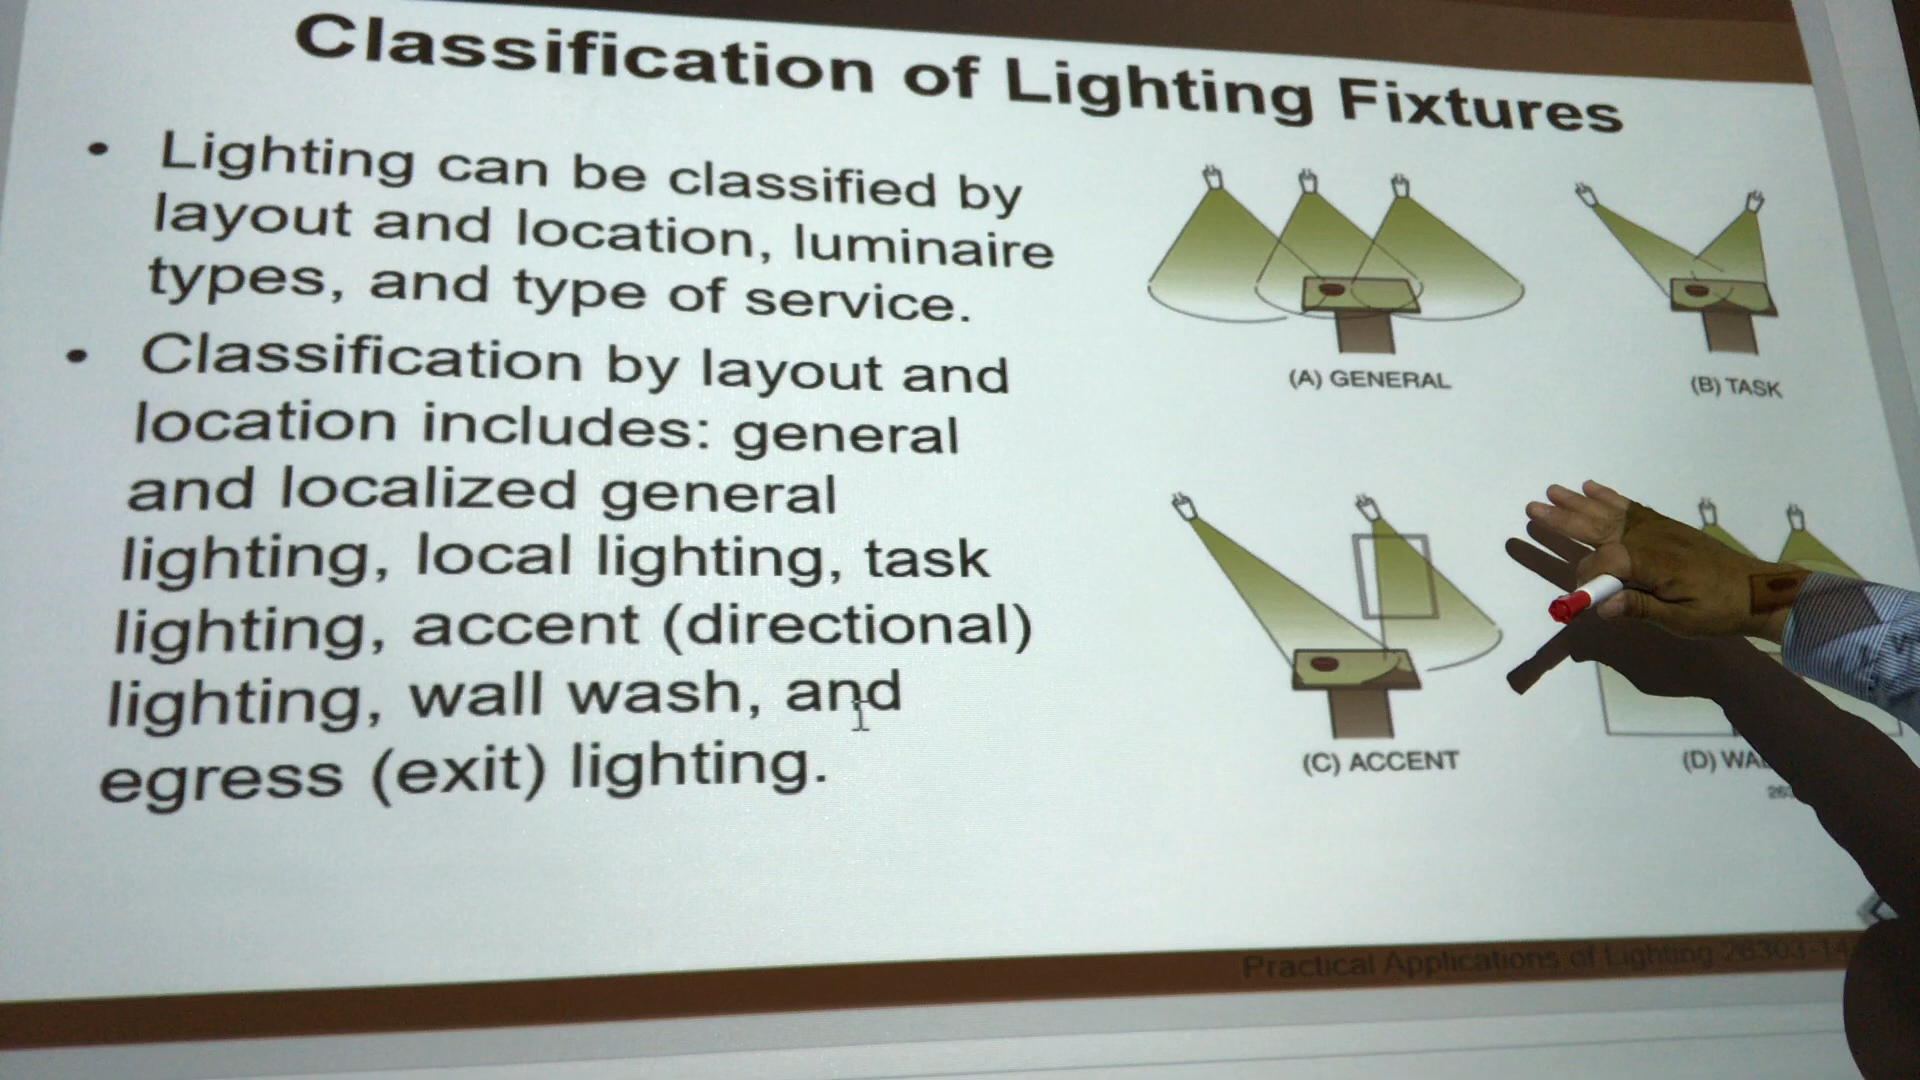 Classification of Lighting Fixtures
• Lighting can be classified by
layout and location, luminaire
types, and type of service.
• Classification by layout and
location includes: general
and localized general
lighting, local lighting, task
lighting, accent (directional)
lighting, wall wash, and
egress (exit) lighting.
(A) GENERAL
(B) TASK
(C) ACCENT
(D)
Practical Applications of Lighting 26303-14